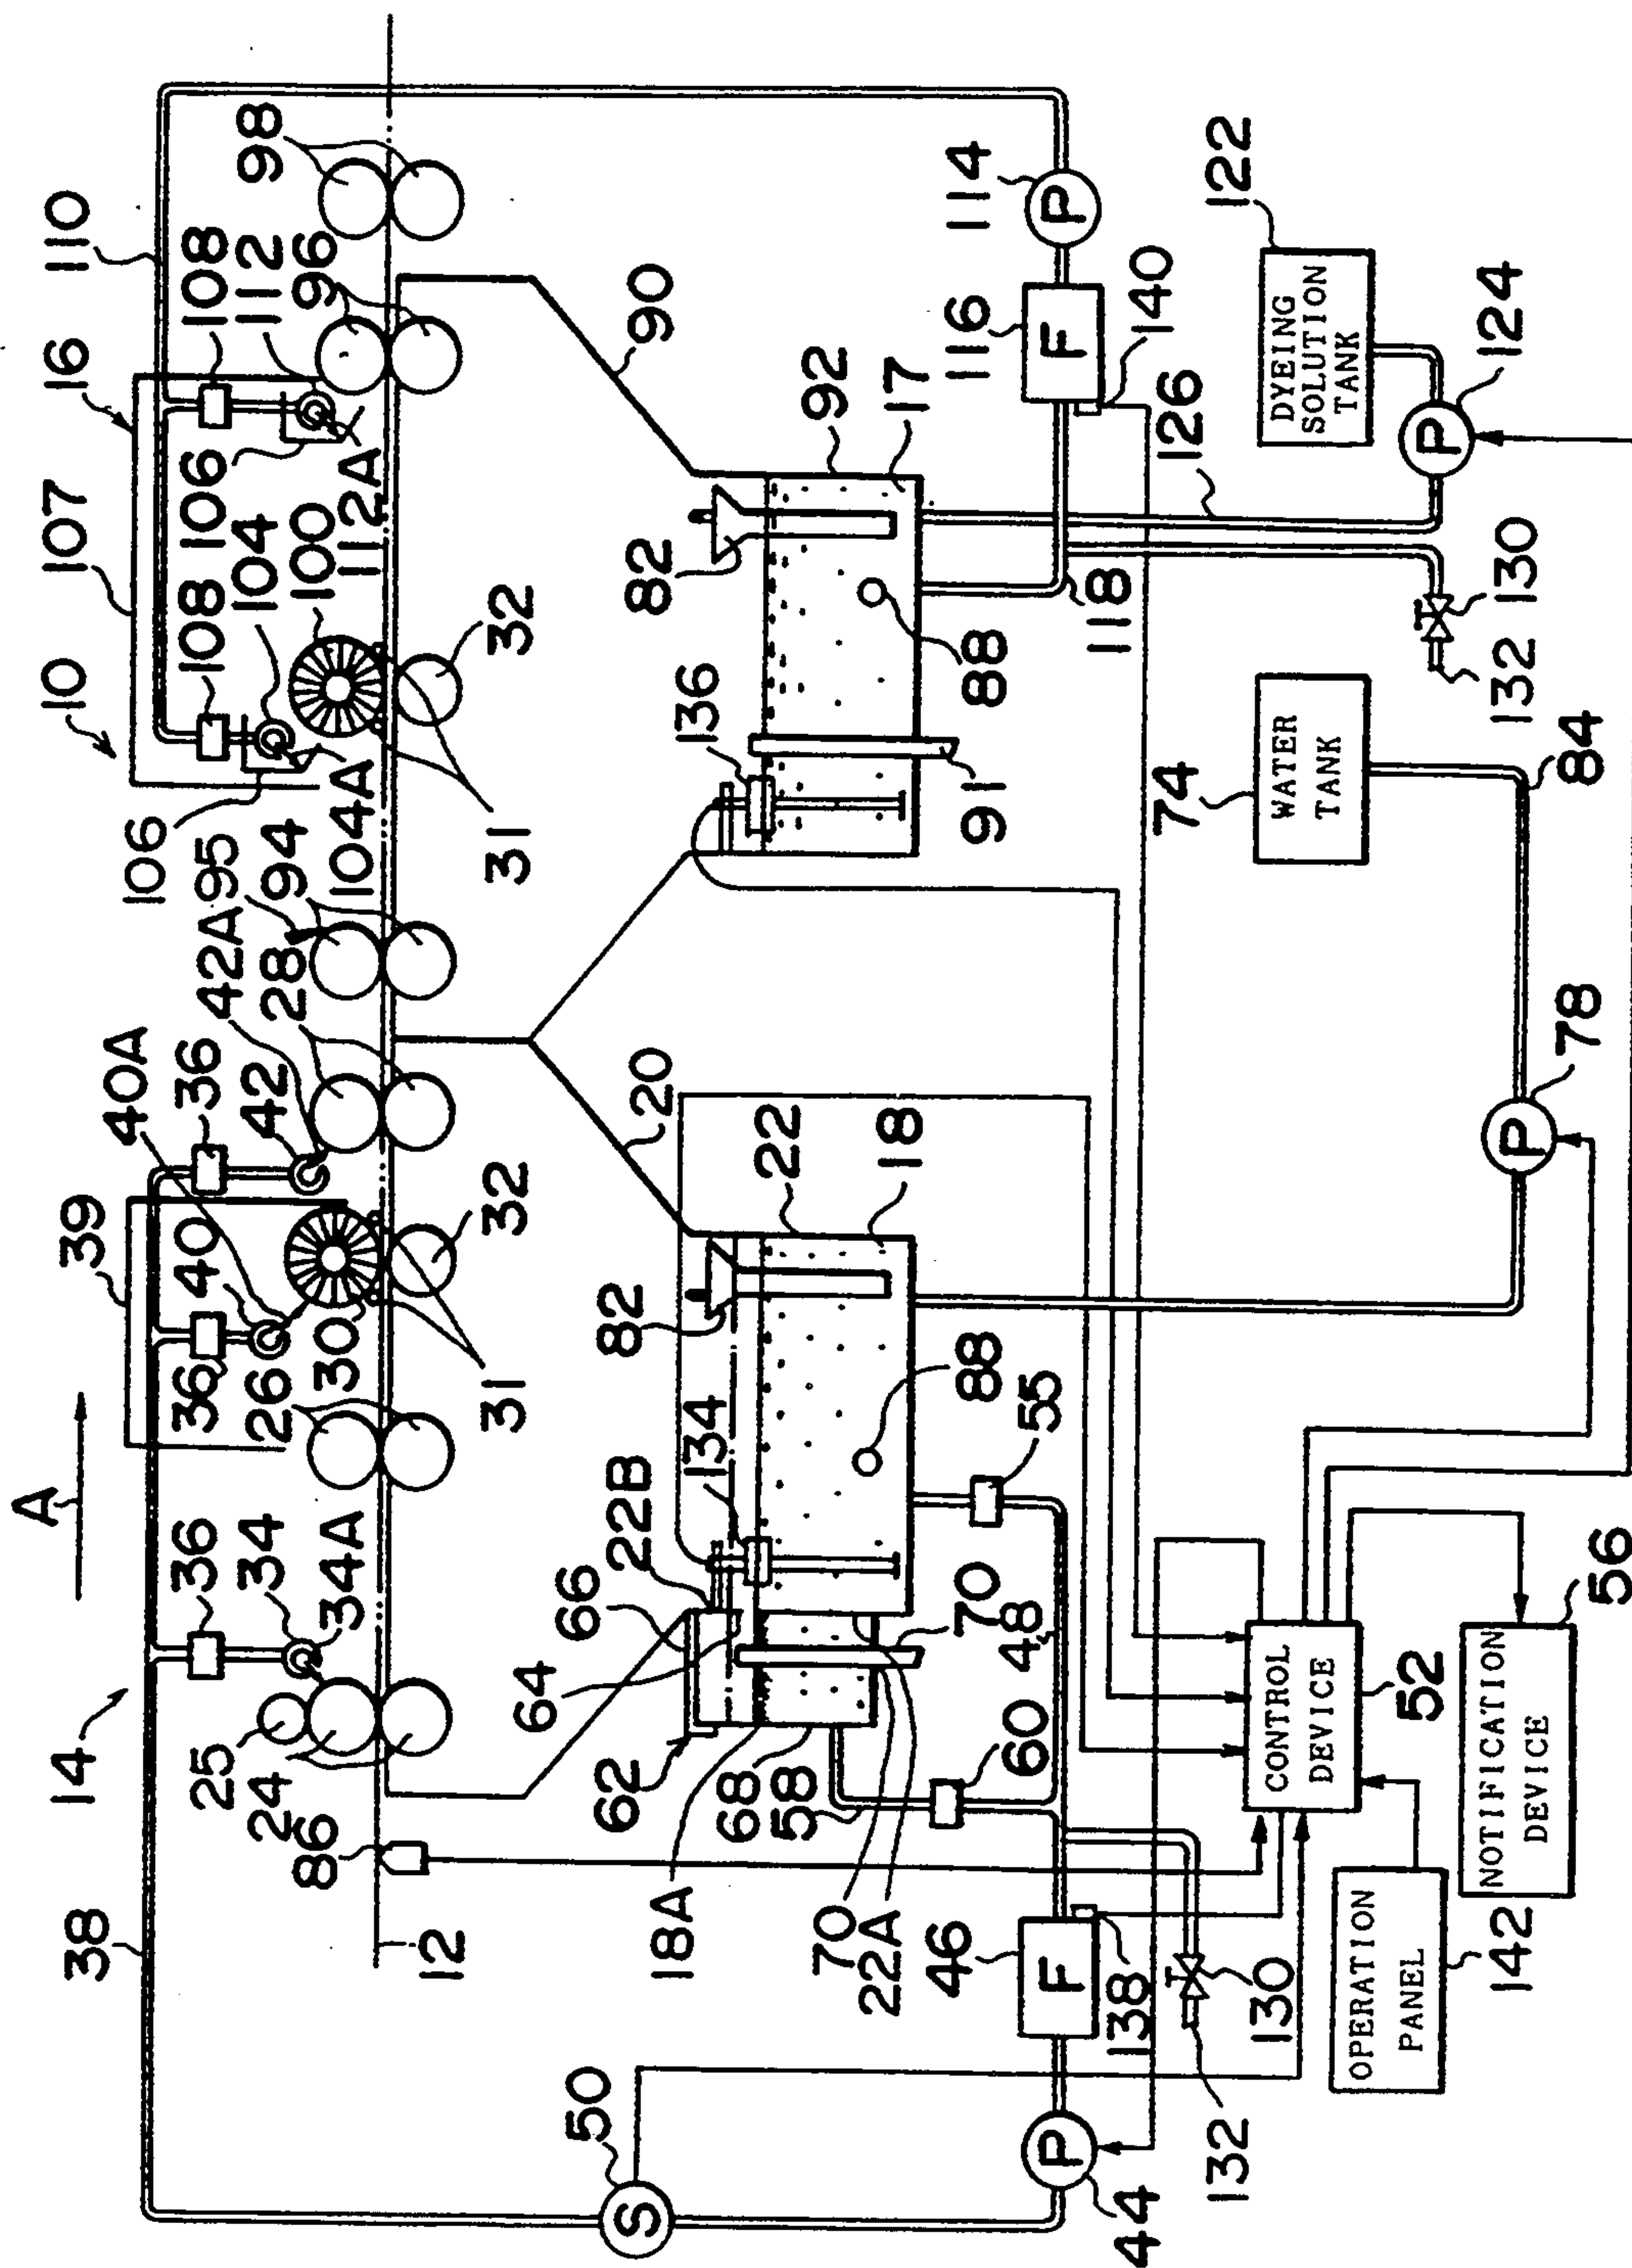 A
14
38
36
34
34A
25
24
86
12
39
36
40
40A
26
30
31
32
36
42
42A
28
95
94
10
107
16
110
106
108
104
104A
100
106
108
112
112A
96
98
31
32
20
90
62
64
66
22B
134
82
22
18
18A
68
58
60
70
48
70
22A
88
55
136
82
92
17
91
88
118
116
F
114
P
140
126
122
DYEING
SOLUTION
TANK
124
P
130
132
74
WATER
TANK
84
78
P
50
S
44
P
46
F
138
130
132
CONTROL
DEVICE
52
OPERATION
PANEL
142
NOTIFICATION
DEVICE
56